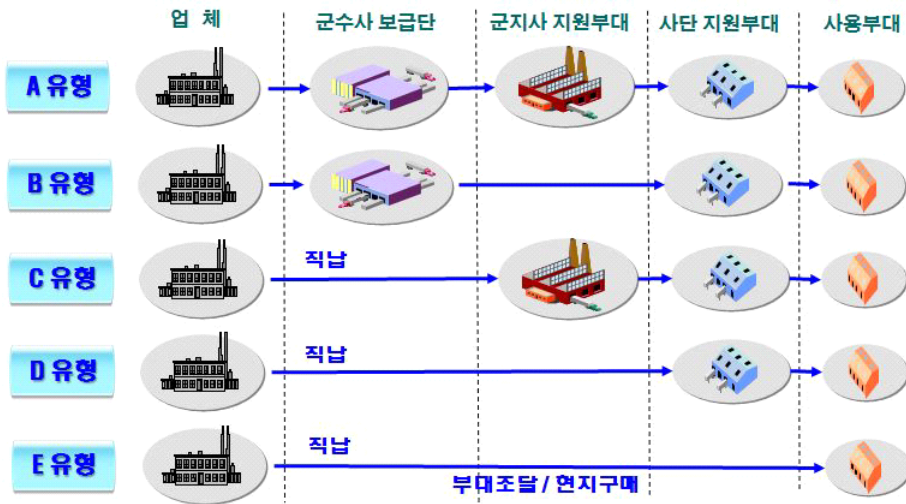 업 체 군수사 보급단 군지사 지원부대 사단 지원부대 사용부대
A 유형
B 유형
직납
C 유형
직납
D 유형
직납
E 유형
부대조달 / 현지구매